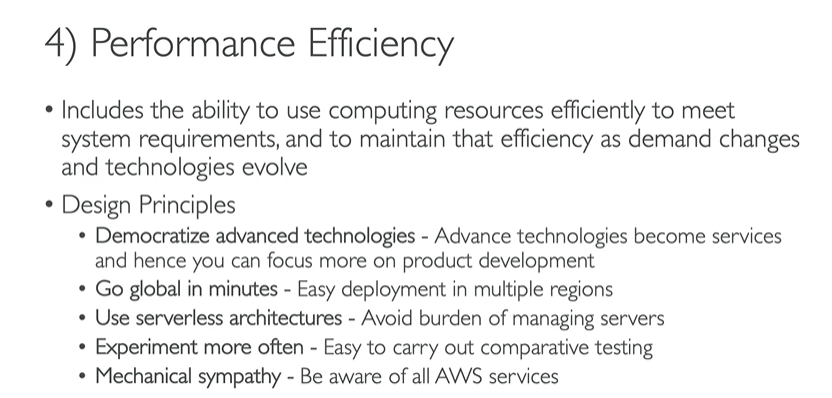 4) Performance Efficiency
• Includes the ability to use computing resources efficiently to meet
system requirements, and to maintain that efficiency as demand changes
and technologies evolve
• Design Principles
• Democratize advanced technologies - Advance technologies become services
and hence you can focus more on product development
• Go global in minutes - Easy deployment in multiple regions
• Use serverless architectures - Avoid burden of managing servers
• Experiment more often - Easy to carry out comparative testing
• Mechanical sympathy - Be aware of all AWS services